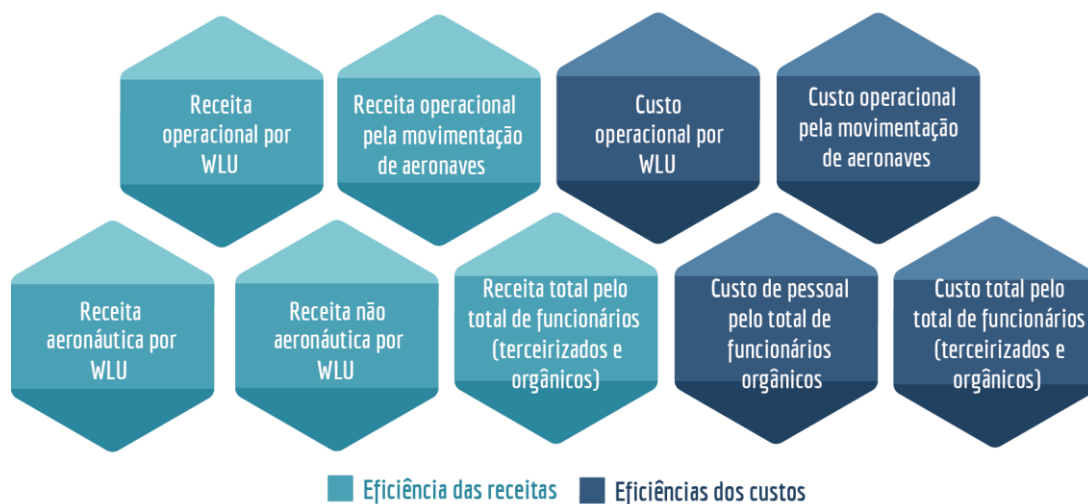 Receita
operacional por
WLU
Receita operacional
pela movimentação
de aeronaves
Custo
operacional por
WLU
Custo operacional
pela movimentação
de aeronaves
Receita
aeronáutica por
WLU
Receita não
aeronáutica por
WLU
Receita total pelo
total de funcionários
(terceirizados e
orgânicos)
Custo de pessoal
pelo total de
funcionários
orgânicos
Custo total pelo
total de funcionários
(terceirizados e
orgânicos)
Eficiência das receitas
Eficiências dos custos